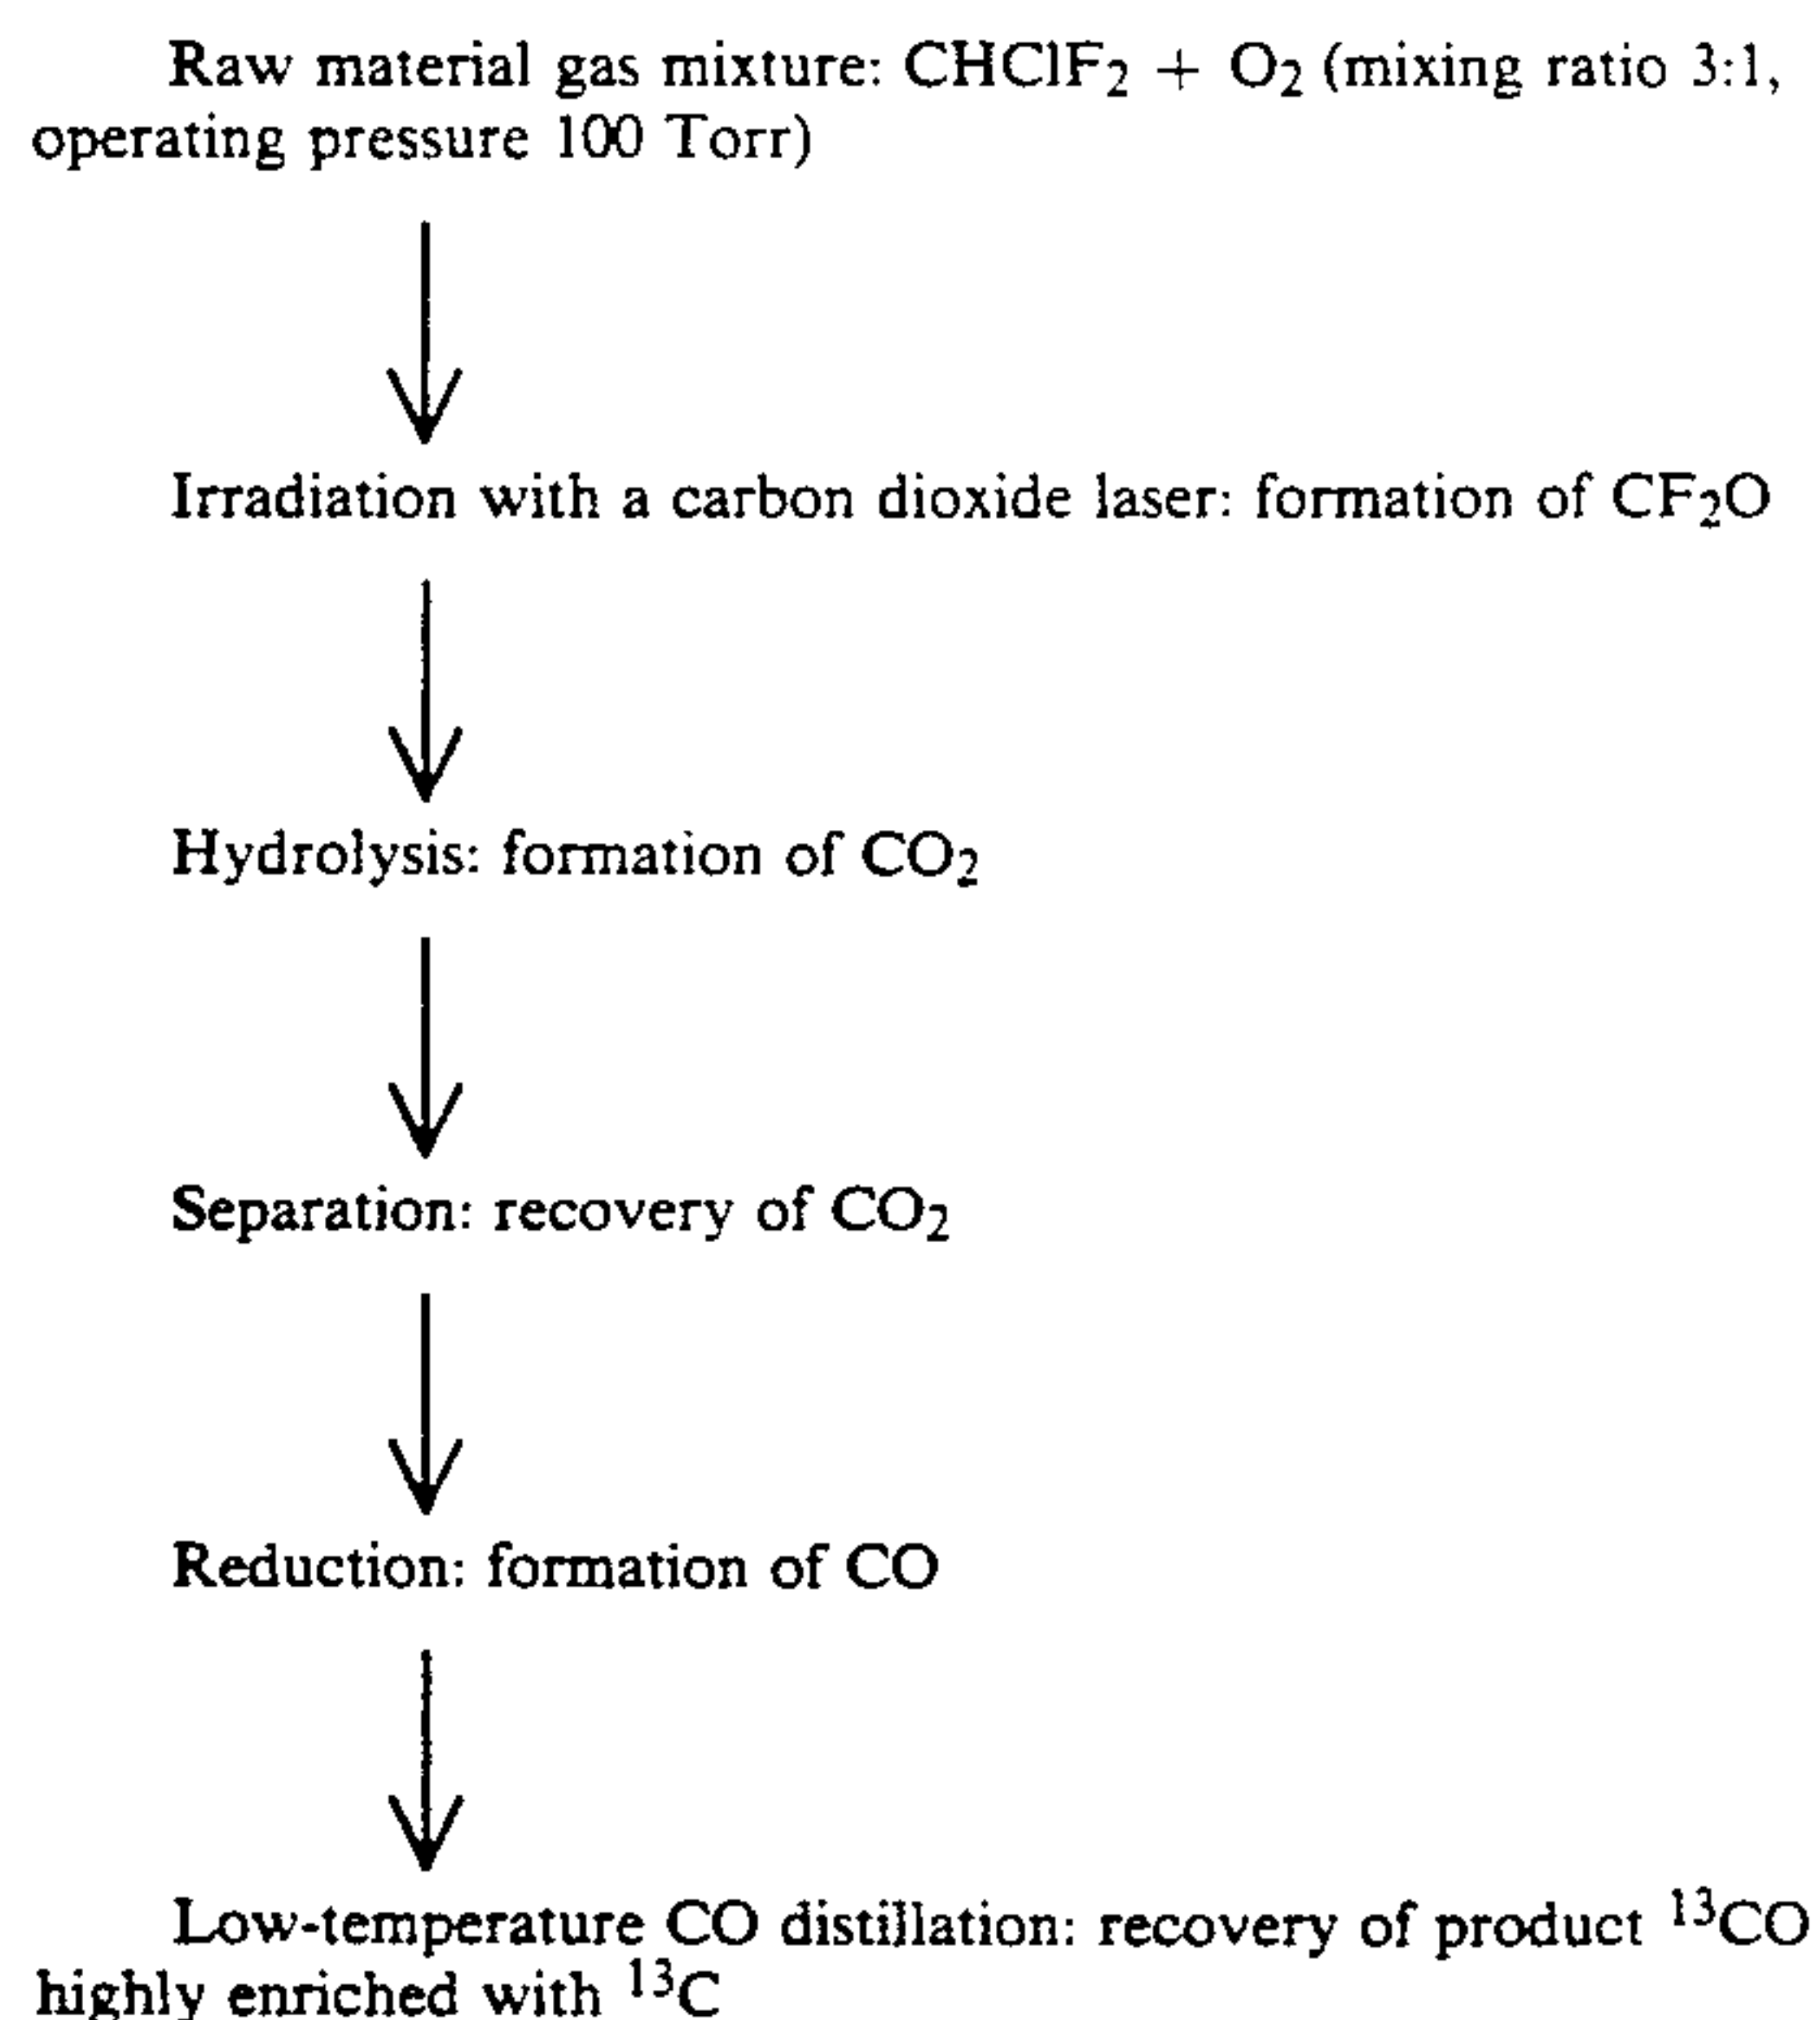 Raw material gas mixture: CHClF₂ + O₂ (mixing ratio 3:1,
operating pressure 100 Torr)
Irradiation with a carbon dioxide laser: formation of CF₂O
Hydrolysis: formation of CO₂
Separation: recovery of CO₂
Reduction: formation of CO
Low-temperature CO distillation: recovery of product ¹³CO
highly enriched with ¹³C